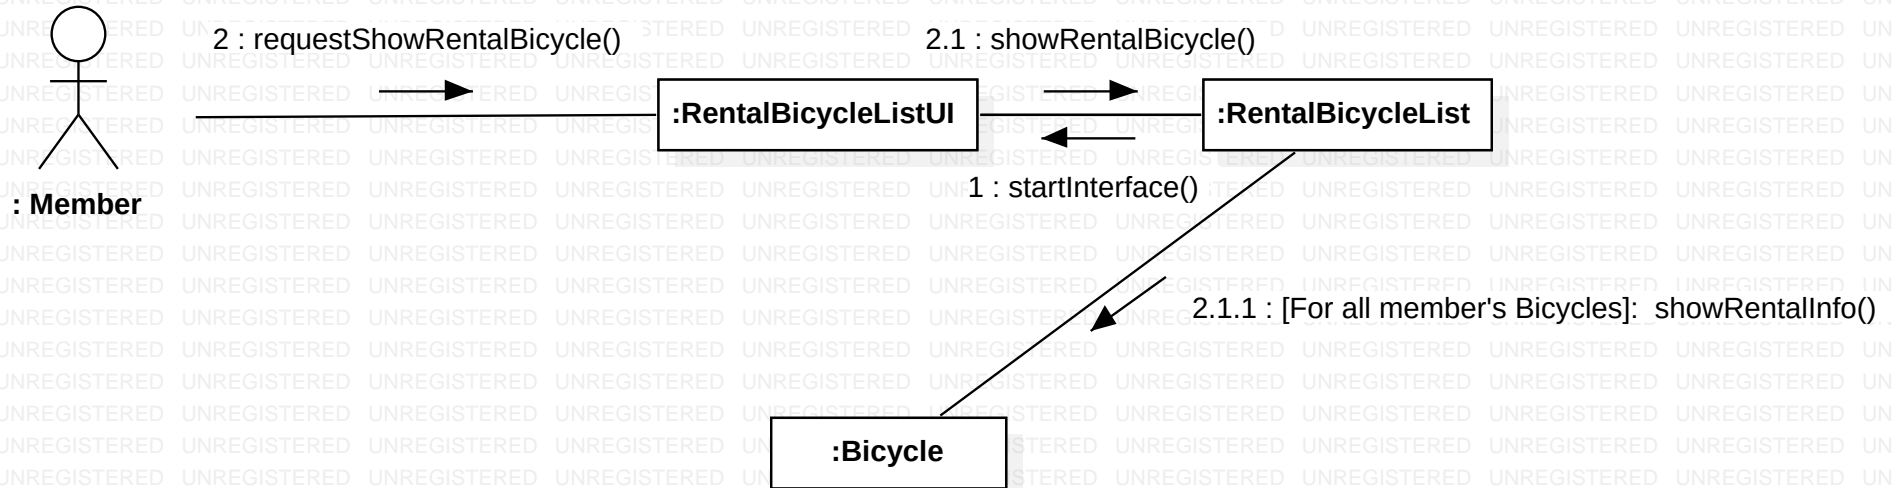 2 : requestShowRentalBicycle()
2.1 : showRentalBicycle()
:RentalBicycleListUI
:RentalBicycleList
1 : startInterface()
: Member
2.1.1 : [For all member's Bicycles]:  showRentalInfo()
:Bicycle
UNREGISTERED